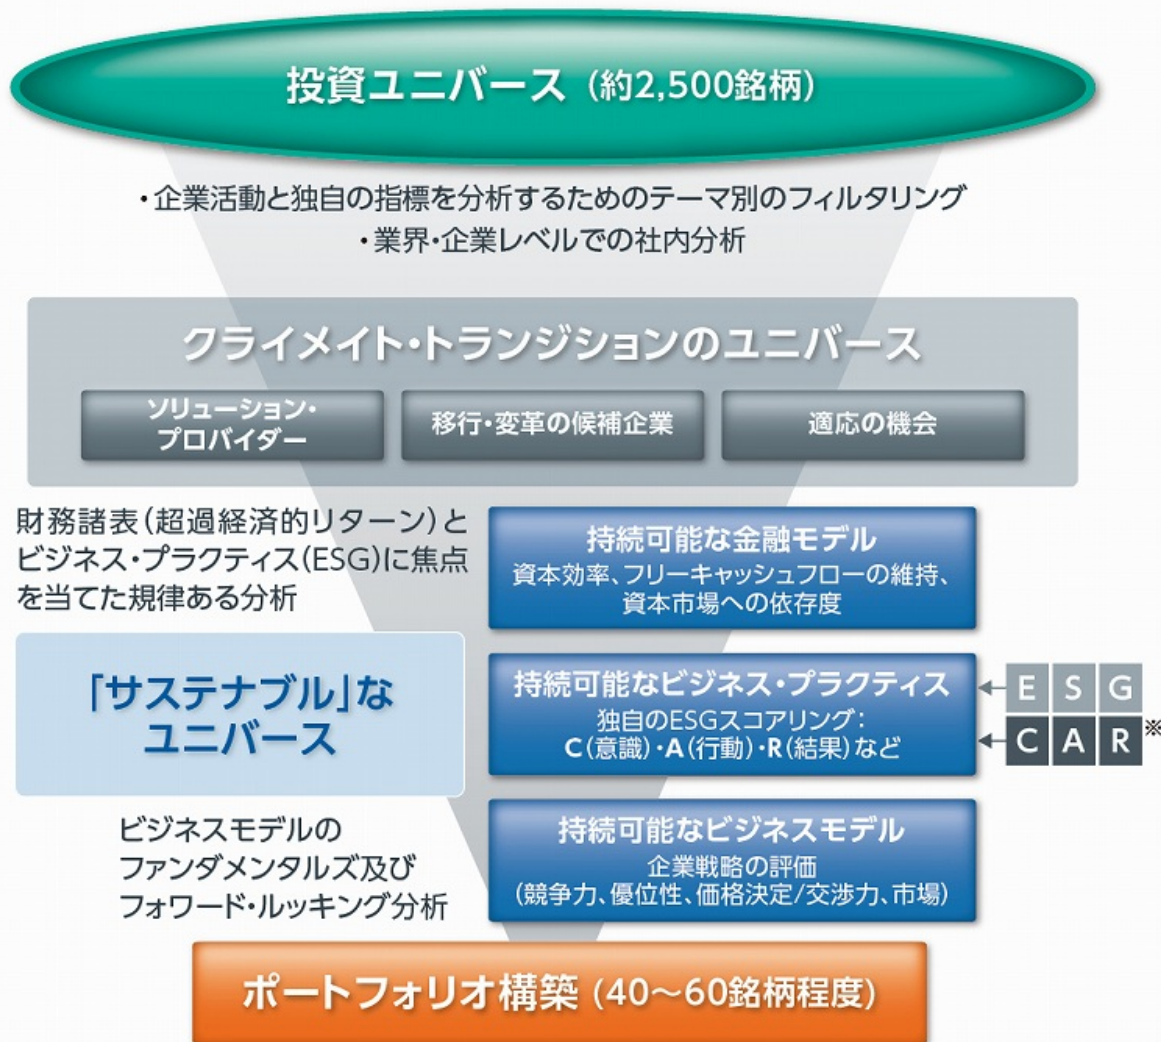 投資ユニバース（約2,500銘柄）
・企業活動と独自の指標を分析するためのテーマ別のフィルタリング
・業界・企業レベルでの社内分析
クライメイト・トランジションのユニバース
ソリューション・
プロバイダー
移行・変革の候補企業
適応の機会
財務諸表（超過経済的リターン）と
ビジネス・プラクティス（ESG）に焦点
を当てた規律ある分析
持続可能な金融モデル
資本効率、フリーキャッシュフローの維持、
資本市場への依存度
「サステナブル」な
ユニバース
持続可能なビジネス・プラクティス
独自のESGスコアリング：
C（意識）・A（行動）・R（結果）など
E S G
C A R※
ビジネスモデルの
ファンダメンタルズ及び
フォワード・ルッキング分析
持続可能なビジネスモデル
企業戦略の評価
（競争力、優位性、価格決定/交渉力、市場）
ポートフォリオ構築（40～60銘柄程度）